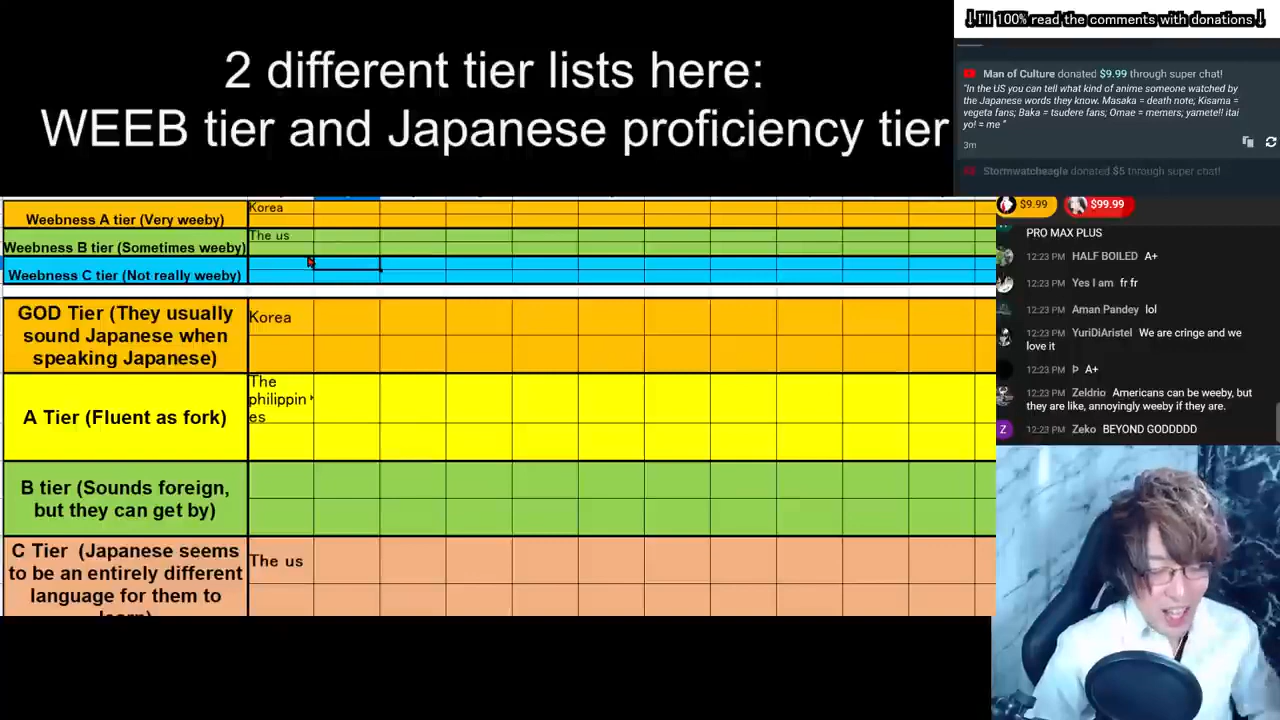 2 different tier lists here:
WEEB tier and Japanese proficiency tier
Weebness A tier (Very weeby)
Korea
Weebness B tier (Sometimes weeby)
The us
Weebness C tier (Not really weeby)
GOD Tier (They usually
sound Japanese when
speaking Japanese)
Korea
A Tier (Fluent as fork)
The
philippin
es
B tier (Sounds foreign,
but they can get by)
C Tier (Japanese seems
to be an entirely different
language for them to
learn)
The us
↓I'll 100% read the comments with donations↓
Man of Culture donated $9.99 through super chat!
"In the US you can tell what kind of anime someone watched by
the Japanese words they know. Masaka = death note, Kisama =
vegeta fans; Baka = tsudere fans; Omae = memers; yamete!! itai
yo! = me "
3m
Stormwatcheagle donated $5 through super chat!
$9.99
$99.99
PRO MAX PLUS
12:23 PM HALF BOILED A+
12:23 PM Yes I am fr fr
12:23 PM Aman Pandey lol
12:23 PM YuriDiAristel We are cringe and we
love it
12:23 PM Þ A+
12:23 PM Zeldrio Americans can be weeby, but
they are like, annoyingly weeby if they are.
Z 12:23 PM Zeko BEYOND GODDDDD